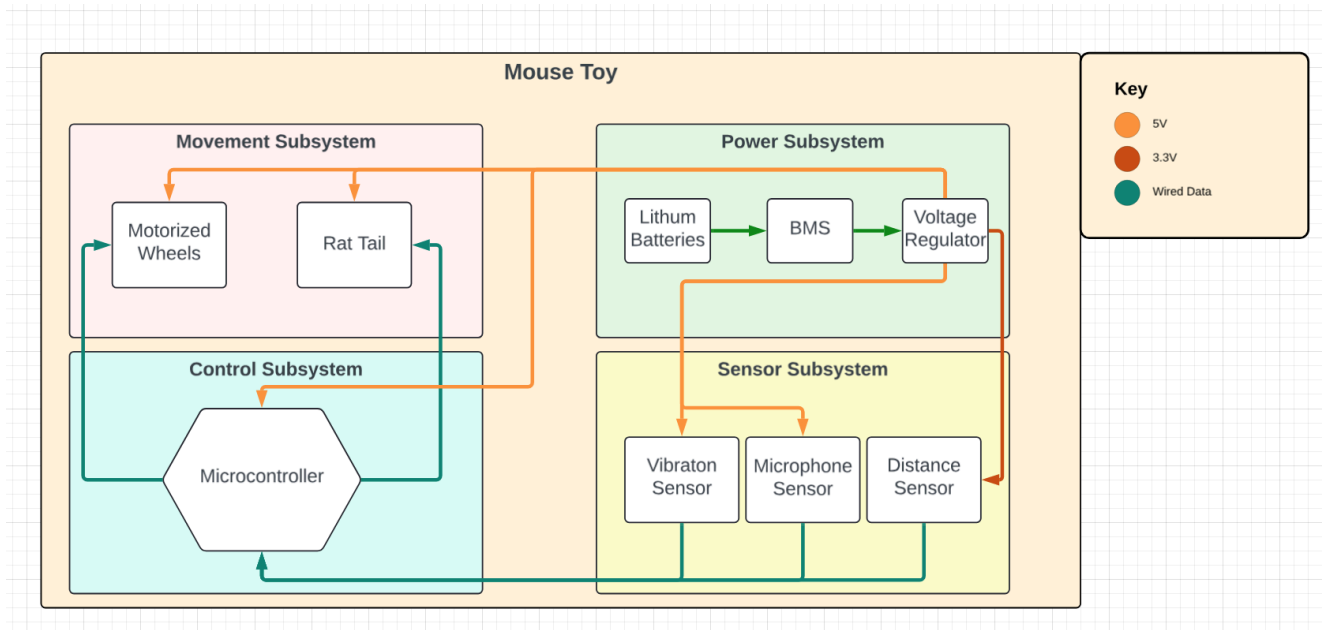 Mouse Toy
Key
5V
3.3V
Wired Data
Movement Subsystem
Motorized
Wheels
Rat Tail
Power Subsystem
Lithum
Batteries
BMS
Voltage
Regulator
Control Subsystem
Microcontroller
Sensor Subsystem
Vibraton
Sensor
Microphone
Sensor
Distance
Sensor